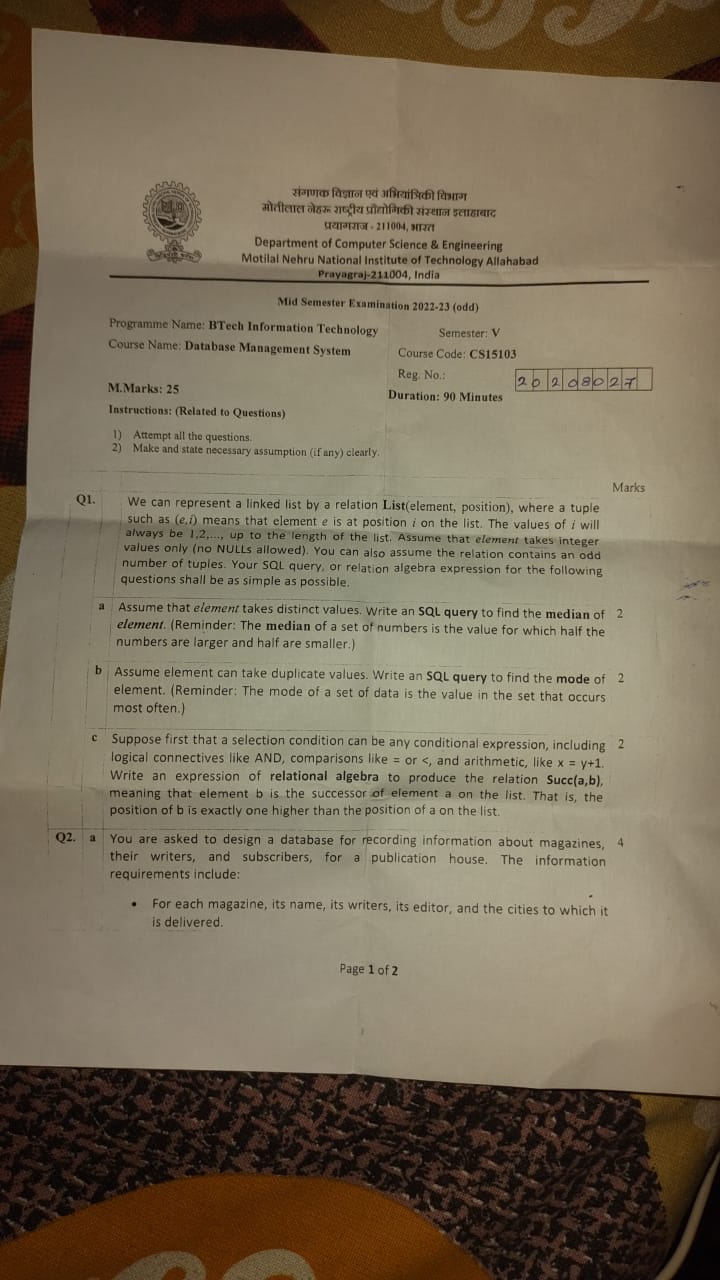 संगणक विज्ञान एवं अभियांत्रिकी विभाग
मोतीलाल नेहरू राष्ट्रीय प्रौद्योगिकी संस्थान इलाहाबाद
प्रयागराज - 211004, भारत
Department of Computer Science & Engineering
Motilal Nehru National Institute of Technology Allahabad
Prayagraj-211004, India
Mid Semester Examination 2022-23 (odd)
Programme Name: BTech Information Technology
Semester: V
Course Name: Database Management System
Course Code: CS15103
Reg. No.: 20208027
M.Marks: 25
Duration: 90 Minutes
Instructions: (Related to Questions)
1) Attempt all the questions.
2) Make and state necessary assumption (if any) clearly.
Marks
Q1. We can represent a linked list by a relation List(element, position), where a tuple
such as (e,i) means that element e is at position i on the list. The values of i will
always be 1,2,..., up to the length of the list. Assume that element takes integer
values only (no NULLs allowed). You can also assume the relation contains an odd
number of tuples. Your SQL query, or relation algebra expression for the following
questions shall be as simple as possible.
a Assume that element takes distinct values. Write an SQL query to find the median of 2
element. (Reminder: The median of a set of numbers is the value for which half the
numbers are larger and half are smaller.)
b Assume element can take duplicate values. Write an SQL query to find the mode of 2
element. (Reminder: The mode of a set of data is the value in the set that occurs
most often.)
c Suppose first that a selection condition can be any conditional expression, including 2
logical connectives like AND, comparisons like = or <, and arithmetic, like x = y+1.
Write an expression of relational algebra to produce the relation Succ(a,b),
meaning that element b is the successor of element a on the list. That is, the
position of b is exactly one higher than the position of a on the list.
Q2. a You are asked to design a database for recording information about magazines, 4
their writers, and subscribers, for a publication house. The information
requirements include:
• For each magazine, its name, its writers, its editor, and the cities to which it
is delivered.
Page 1 of 2